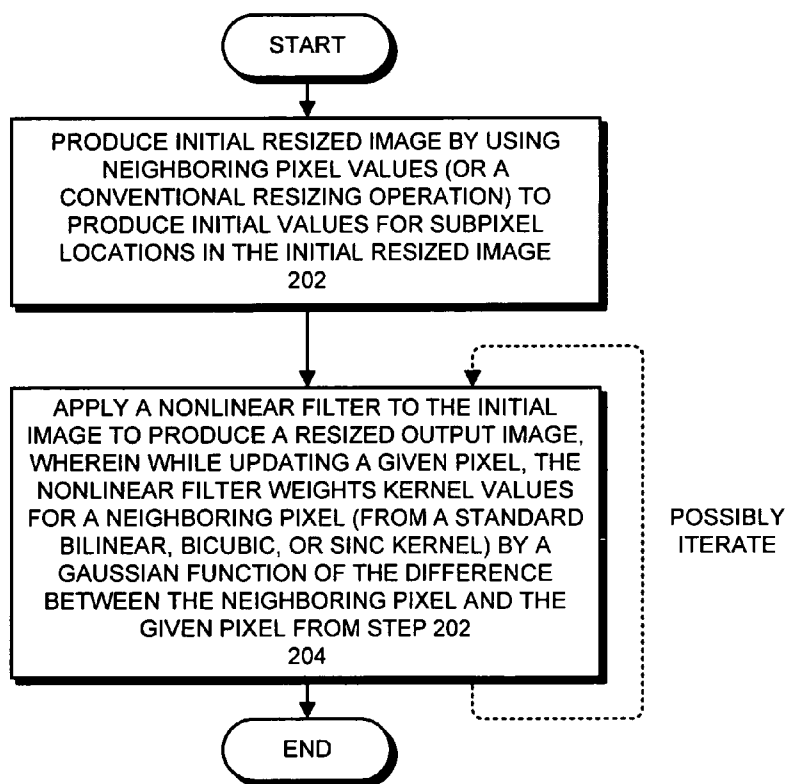 START
PRODUCE INITIAL RESIZED IMAGE BY USING
NEIGHBORING PIXEL VALUES (OR A
CONVENTIONAL RESIZING OPERATION) TO
PRODUCE INITIAL VALUES FOR SUBPIXEL
LOCATIONS IN THE INITIAL RESIZED IMAGE
202
APPLY A NONLINEAR FILTER TO THE INITIAL
IMAGE TO PRODUCE A RESIZED OUTPUT IMAGE,
WHEREIN WHILE UPDATING A GIVEN PIXEL, THE
NONLINEAR FILTER WEIGHTS KERNEL VALUES
FOR A NEIGHBORING PIXEL (FROM A STANDARD
BILINEAR, BICUBIC, OR SINC KERNEL) BY A
GAUSSIAN FUNCTION OF THE DIFFERENCE
BETWEEN THE NEIGHBORING PIXEL AND THE
GIVEN PIXEL FROM STEP 202
204
POSSIBLY
ITERATE
END